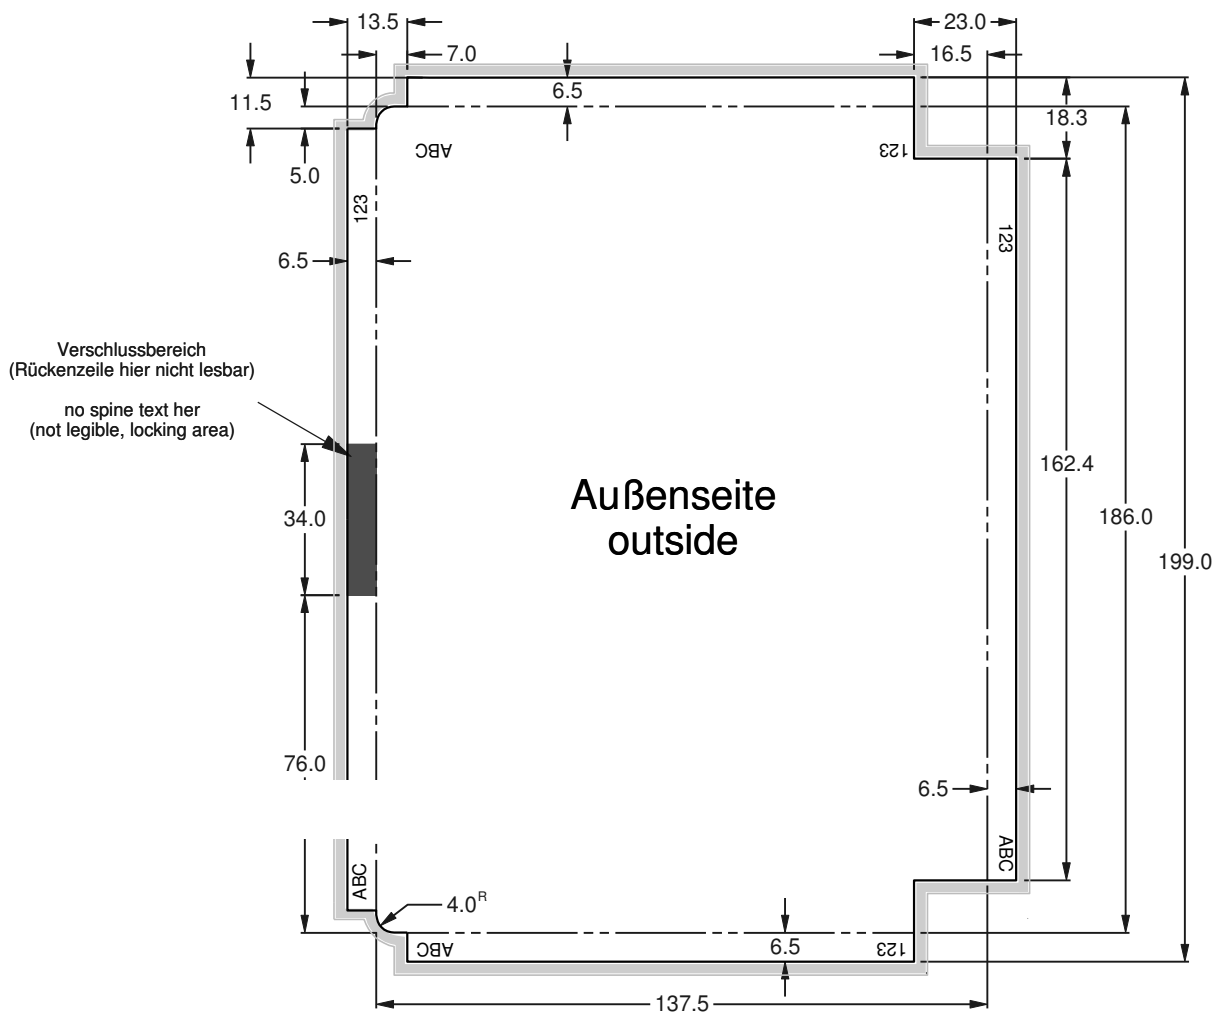 13.5
23.0
7.0
16.5
6.5
11.5
18.3
ABC
123
5.0
123
123
6.5
Verschlussbereich
(Rückenzeile hier nicht lesbar)
no spine text her
(not legible, locking area)
162.4
Außenseite
34.0
186.0
outside
199.0
76.0
6.5
ABC
ABC
4.0R
ABC
6.5
123
137.5